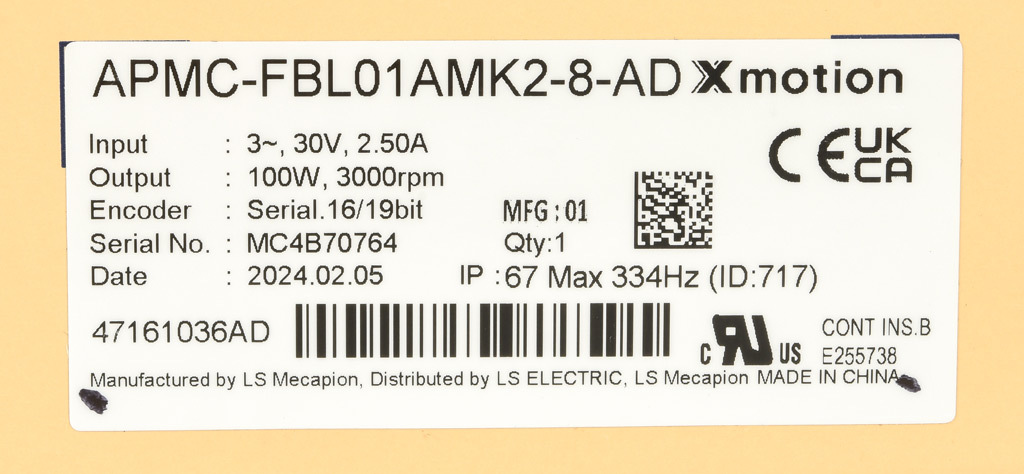 APMC-FBL01AMK2-8-AD Xmotion
Input : 3~, 30V, 2.50A
Output : 100W, 3000rpm
Encoder : Serial.16/19bit MFG : 01
Serial No. : MC4B70764 Qty:1
Date : 2024.02.05 IP : 67 Max 334Hz (ID:717)
CE UK CA
47161036AD
c RU US CONT INS.B
E255738
Manufactured by LS Mecapion, Distributed by LS ELECTRIC, LS Mecapion MADE IN CHINA